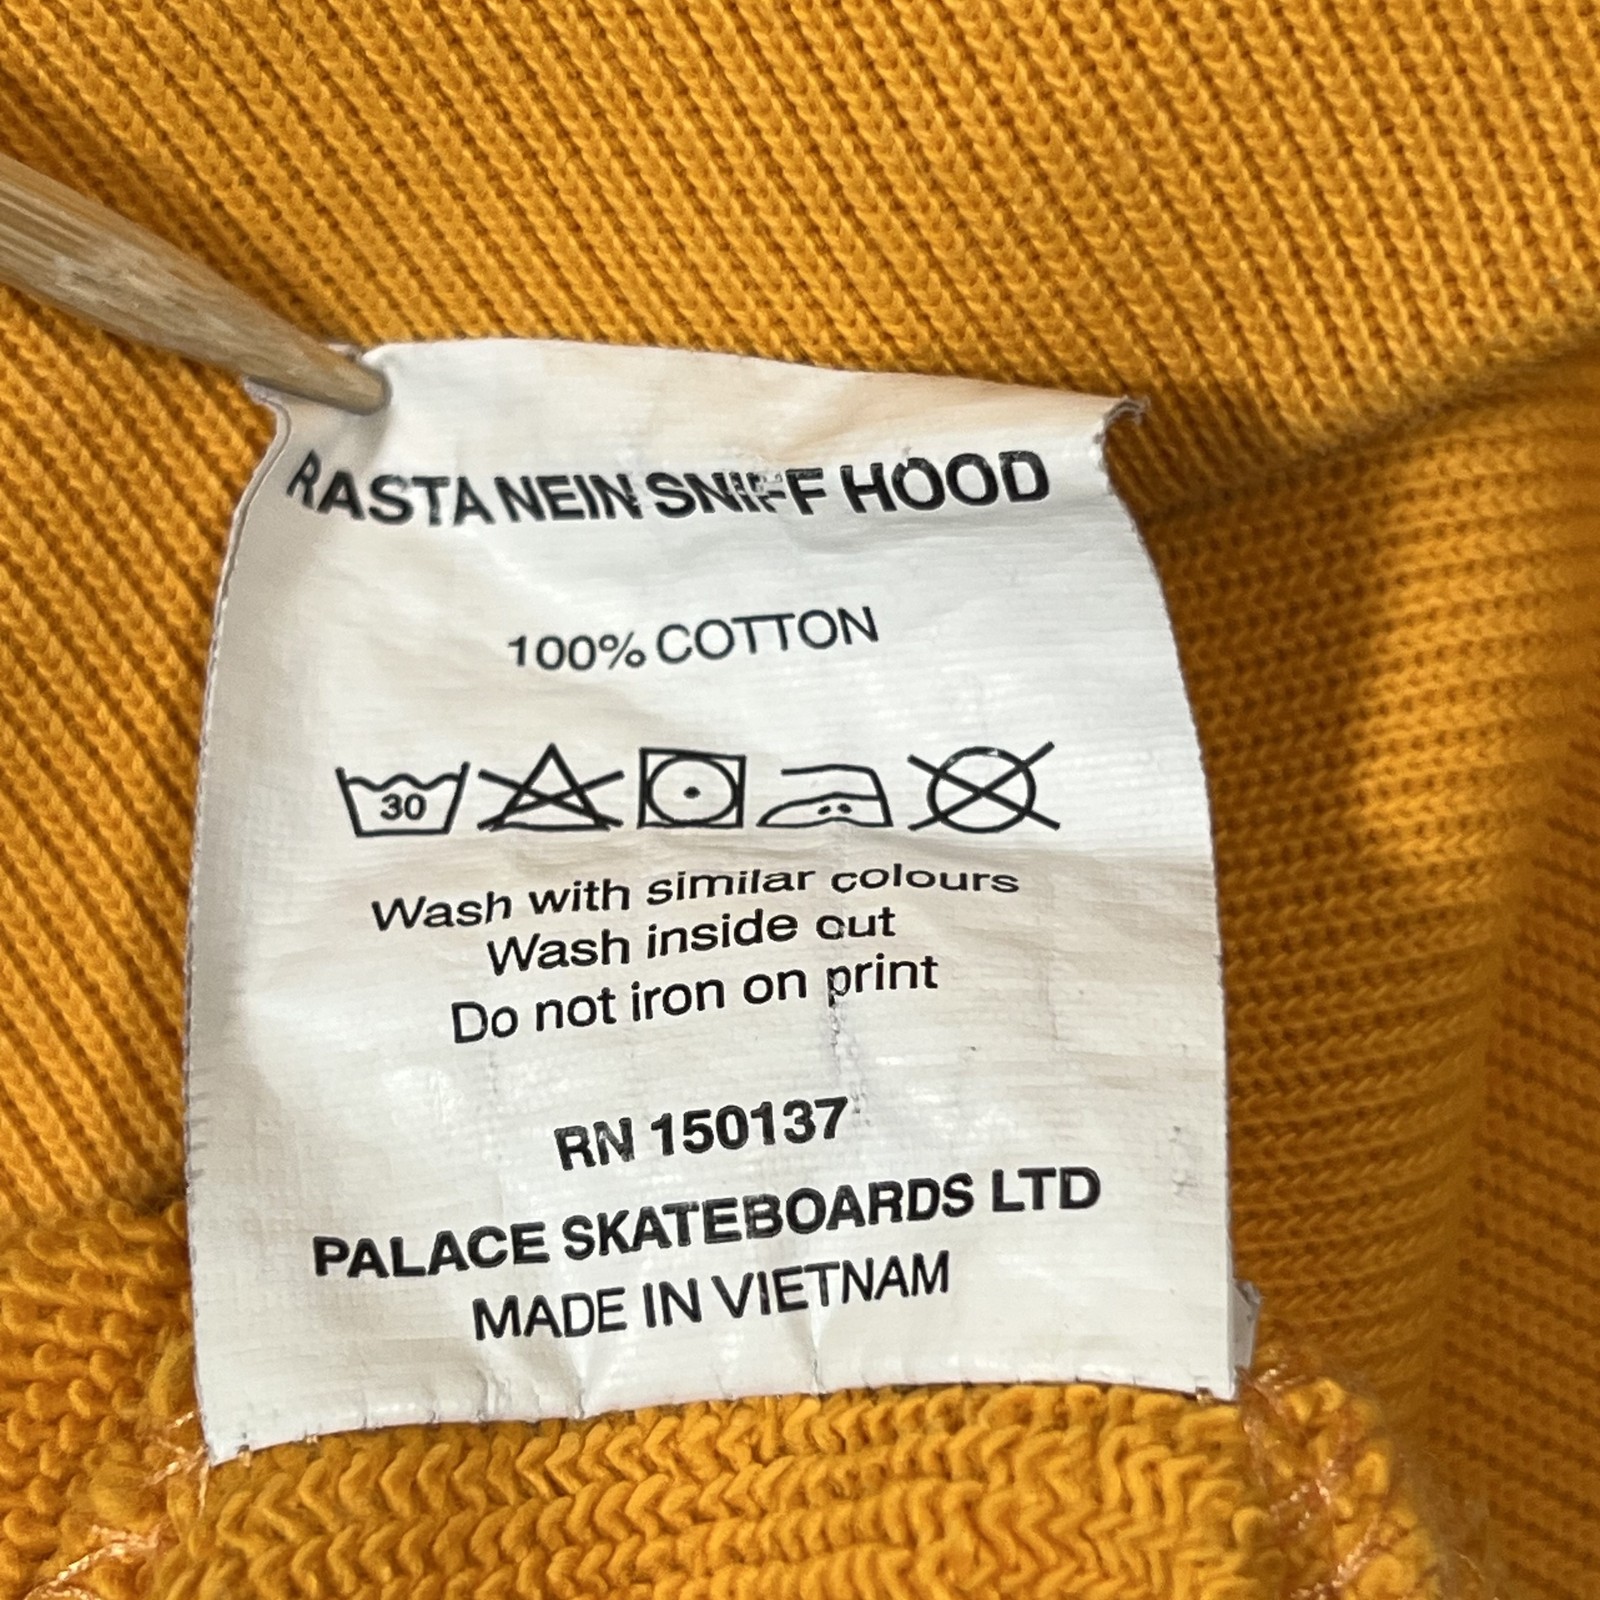 RASTA NEIN SNIFF HOOD
100% COTTON
30
Wash with similar colours
Wash inside out
Do not iron on print
RN 150137
PALACE SKATEBOARDS LTD
MADE IN VIETNAM